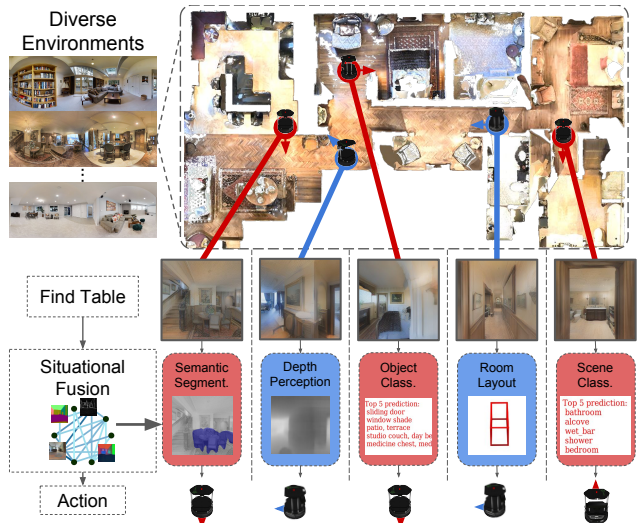 Diverse
Environments
Find Table
Situational
Fusion
Action
Semantic
Segment.
Depth
Perception
Object
Class.
Top 5 prediction:
sliding door
window shade
patio, terrace
studio couch, day be
medicine chest, med
Room
Layout
Scene
Class.
Top 5 prediction:
bathroom
alcove
wet_bar
shower
bedroom